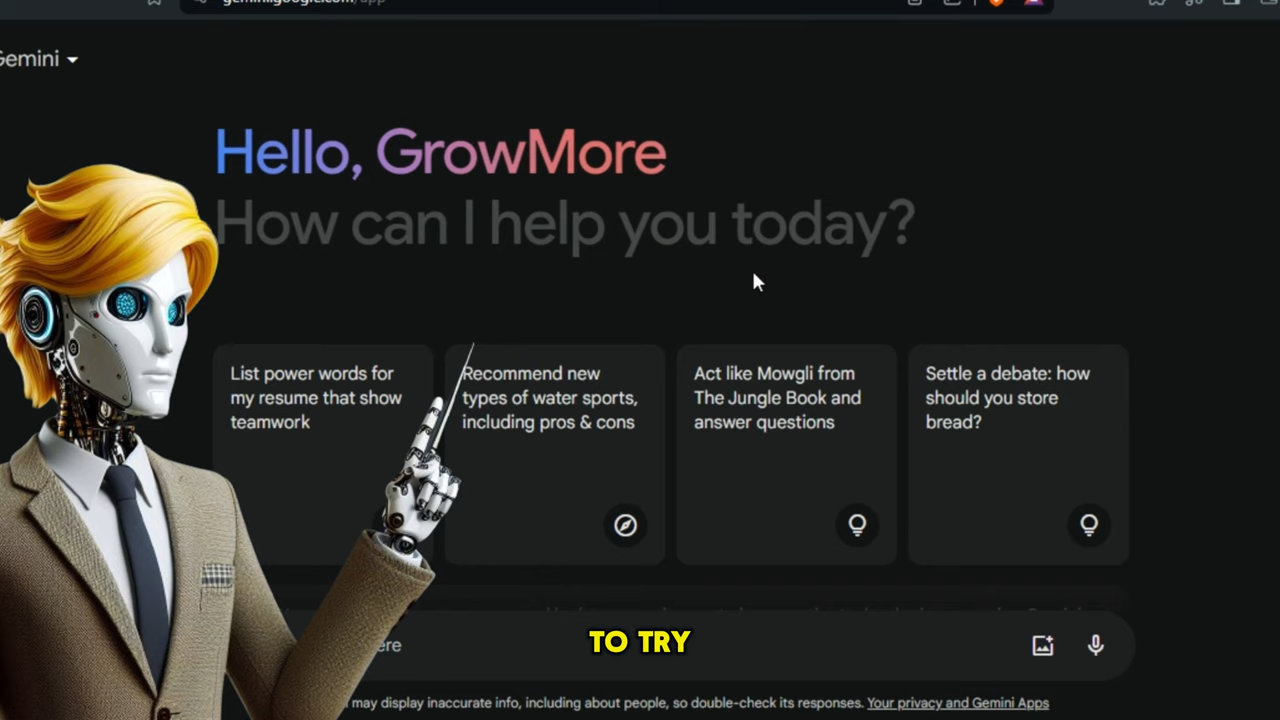 gemini.google.com/app
Gemini
Hello, GrowMore
How can I help you today?
List power words for
my resume that show
teamwork
Recommend new
types of water sports,
including pros & cons
Act like Mowgli from
The Jungle Book and
answer questions
Settle a debate: how
should you store
bread?
TO TRY
may display inaccurate info, including about people, so double-check its responses. Your privacy and Gemini Apps